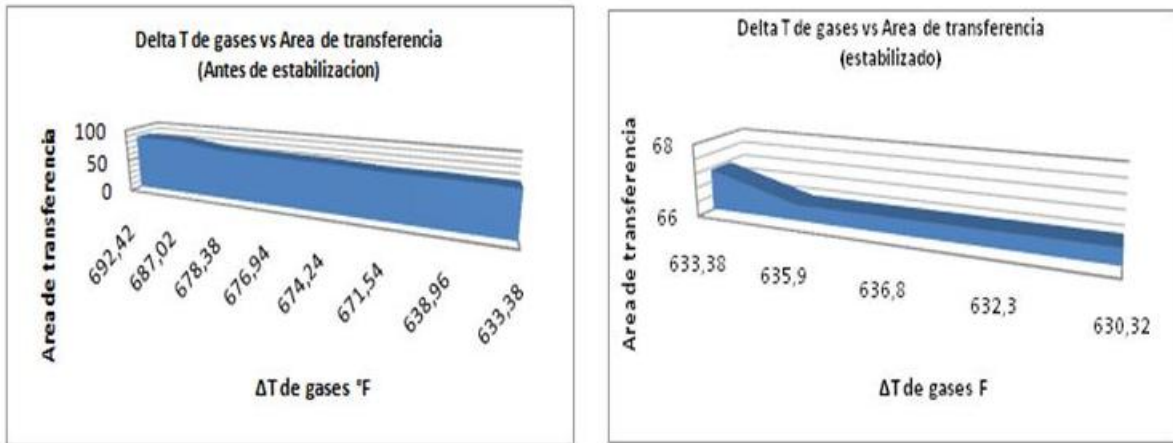 Delta T de gases vs Area de transferencia
(Antes de estabilizacion)
Area de transferencia
100
50
0
692,42
687,02
678,38
676,94
674,24
671,54
638,96
633,38
ΔT de gases °F
Delta T de gases vs Area de transferencia
(estabilizado)
Area de transferencia
68
66
633,38
635,9
636,8
632,3
630,32
ΔT de gases F